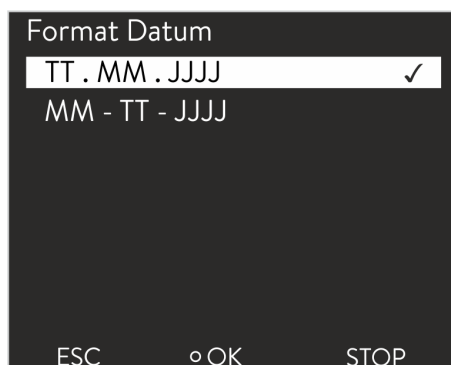 Format Datum
TT . MM . JJJJ ✓
MM - TT - JJJJ
ESC ○ OK STOP